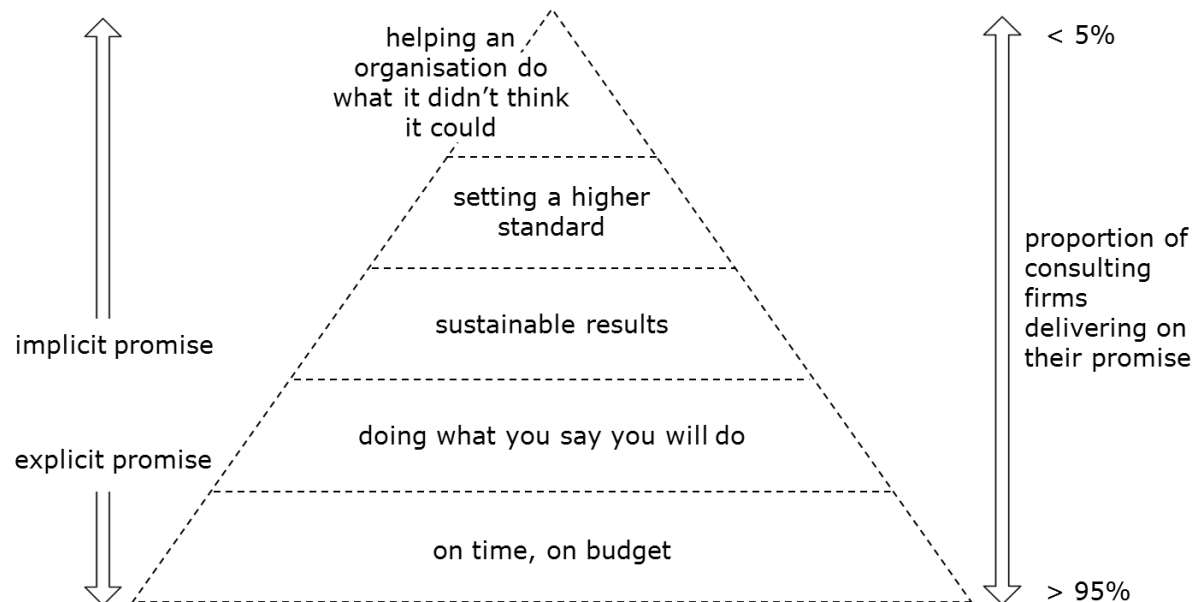 helping an
organisation do
what it didn't think
it could
setting a higher
standard
sustainable results
doing what you say you will do
on time, on budget
implicit promise
explicit promise
< 5%
proportion of
consulting
firms
delivering on
their promise
> 95%